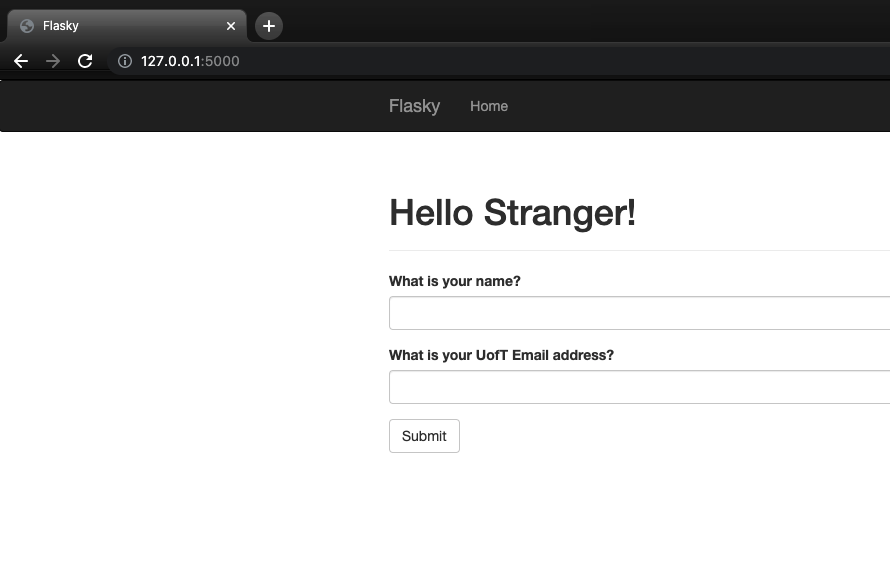 Flasky
127.0.0.1:5000
Flasky Home
Hello Stranger!
What is your name?
What is your UofT Email address?
Submit